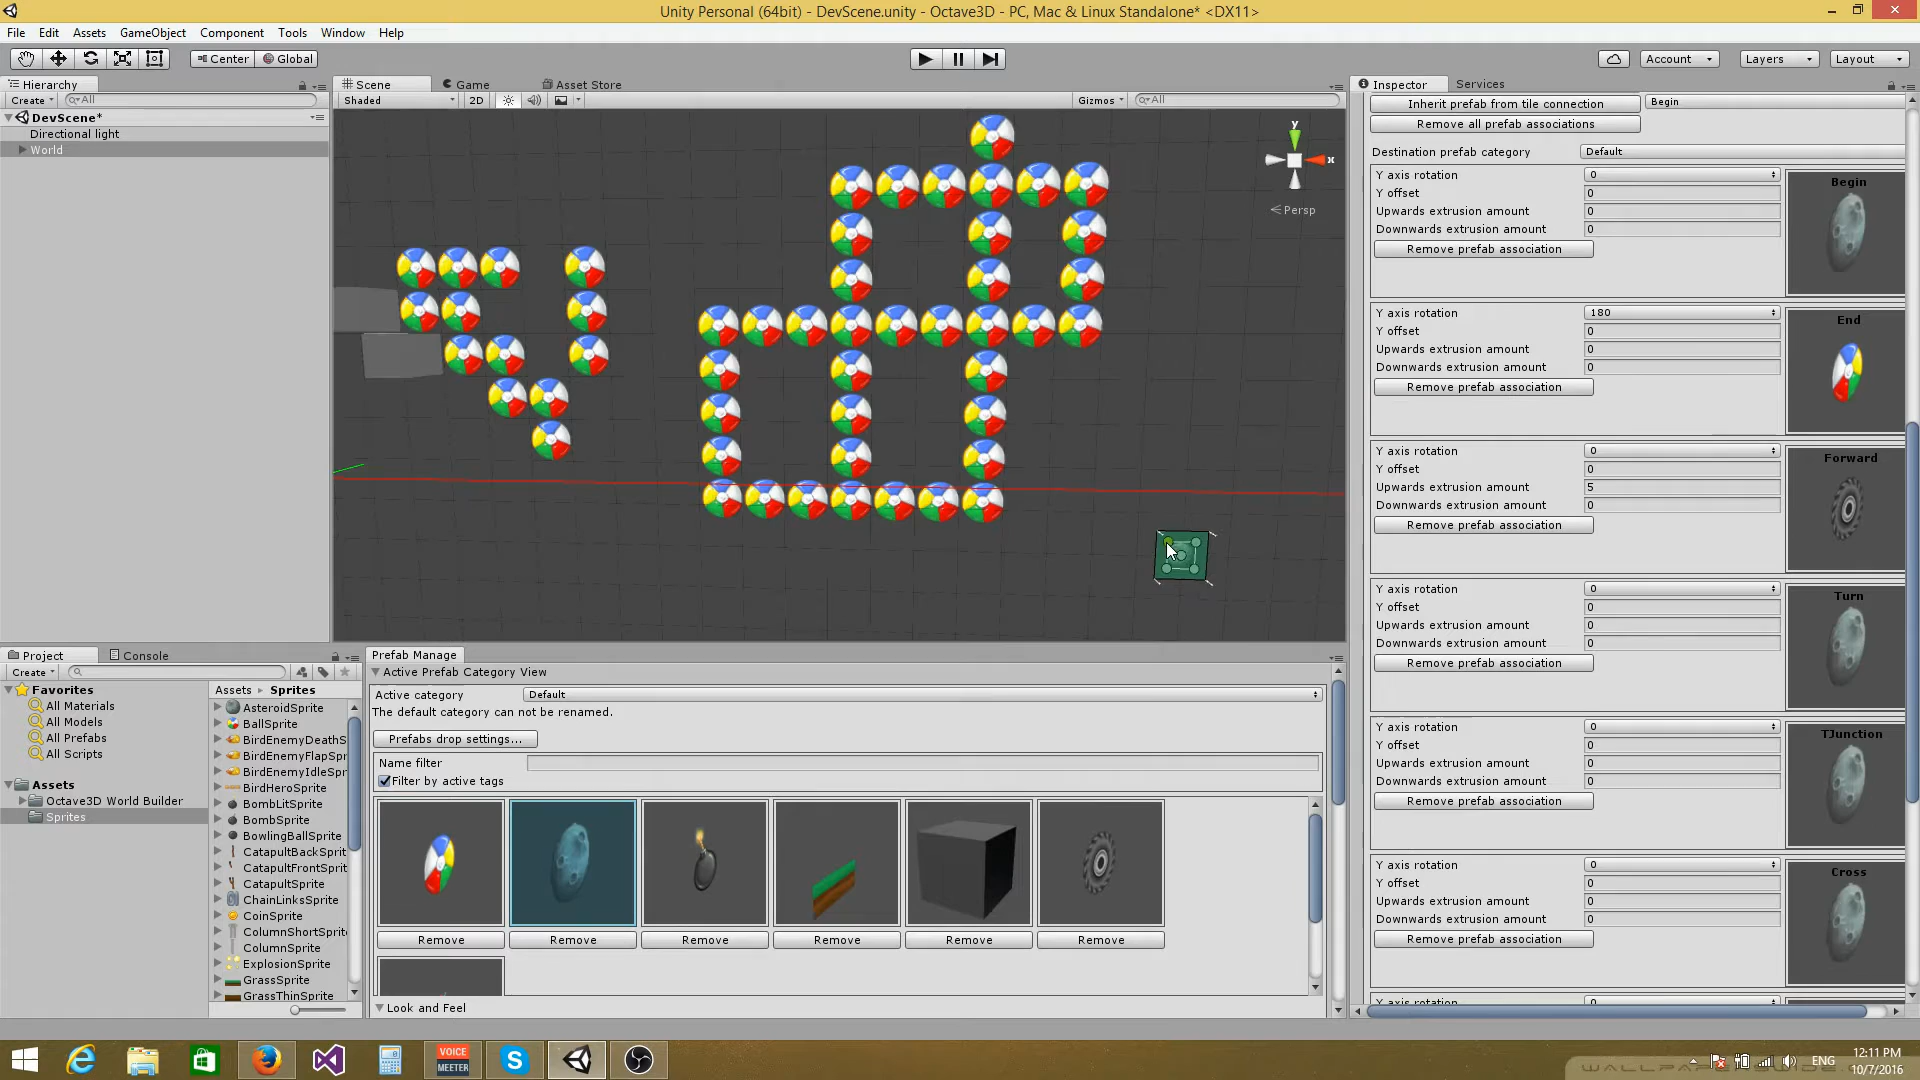 Unity Personal (64bit) - DevScene.unity - Octave3D - PC, Mac & Linux Standalone* <DX11>
File Edit Assets GameObject Component Tools Window Help
Center Global Account Layers Layout
Hierarchy
Create All
DevScene*
Directional light
World
Scene Game Asset Store
Shaded 2D Gizmos All
y
x
Persp
Inspector Services
Inherit prefab from tile connection Begin
Remove all prefab associations
Destination prefab category Default
Y axis rotation 0
Y offset 0
Upwards extrusion amount 0
Downwards extrusion amount 0
Remove prefab association
Begin
Y axis rotation 180
Y offset 0
Upwards extrusion amount 0
Downwards extrusion amount 0
Remove prefab association
End
Y axis rotation 0
Y offset 0
Upwards extrusion amount 5
Downwards extrusion amount 0
Remove prefab association
Forward
Y axis rotation 0
Y offset 0
Upwards extrusion amount 0
Downwards extrusion amount 0
Remove prefab association
Turn
Y axis rotation 0
Y offset 0
Upwards extrusion amount 0
Downwards extrusion amount 0
Remove prefab association
TJunction
Y axis rotation 0
Y offset 0
Upwards extrusion amount 0
Downwards extrusion amount 0
Remove prefab association
Cross
Y axis rotation 0
Project Console
Create
Favorites
All Materials
All Models
All Prefabs
All Scripts
Assets
Octave3D World Builder
Sprites
Assets Sprites
AsteroidSprite
BallSprite
BirdEnemyDeathS
BirdEnemyFlapSpr
BirdEnemyIdleSpr
BirdHeroSprite
BombLitSprite
BombSprite
BowlingBallSprite
CatapultBackSprit
CatapultFrontSprit
CatapultSprite
ChainLinksSprite
CoinSprite
ColumnShortSprit
ColumnSprite
ExplosionSprite
GrassSprite
GrassThinSprite
Prefab Manage
Active Prefab Category View
Active category Default
The default category can not be renamed.
Prefabs drop settings...
Name filter
Filter by active tags
Remove Remove Remove Remove Remove Remove
Look and Feel
VOICE
MEETER
ENG
12:11 PM
10/7/2016